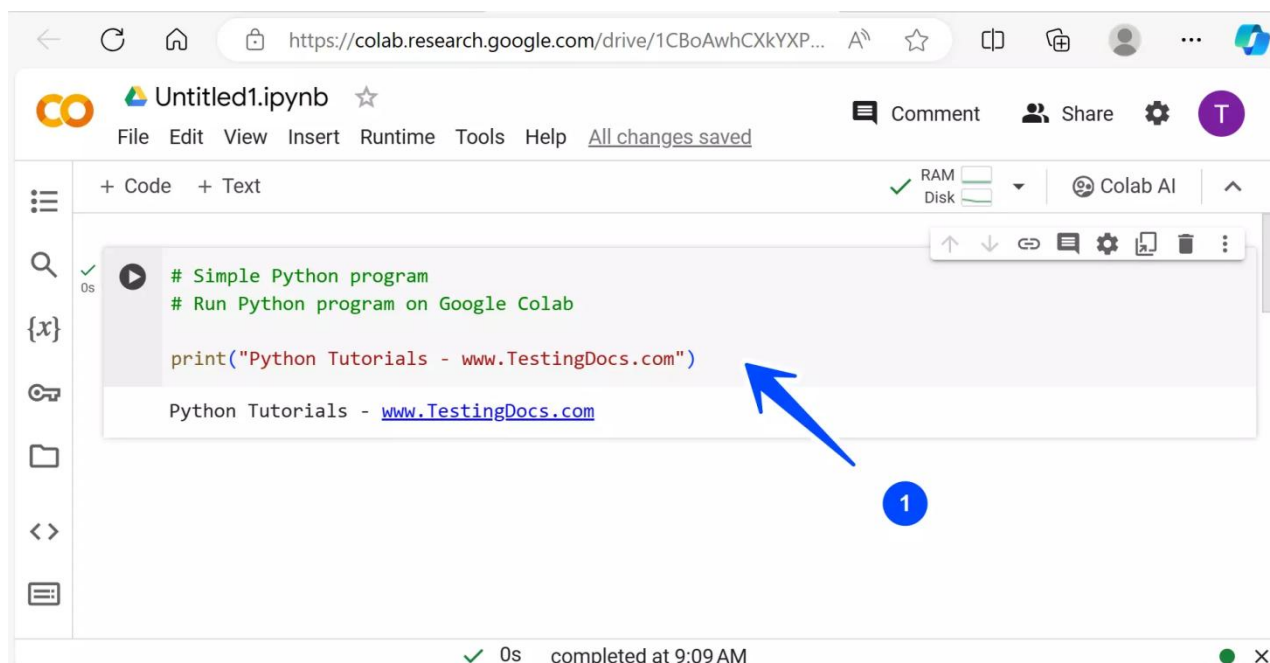 https://colab.research.google.com/drive/1CBoAwhCXkYXP...
CO Untitled1.ipynb
Comment Share T
File Edit View Insert Runtime Tools Help All changes saved
+ Code + Text RAM Disk Colab AI
0s
# Simple Python program
# Run Python program on Google Colab
{x}
print("Python Tutorials - www.TestingDocs.com")
Python Tutorials - www.TestingDocs.com
1
0s completed at 9:09 AM